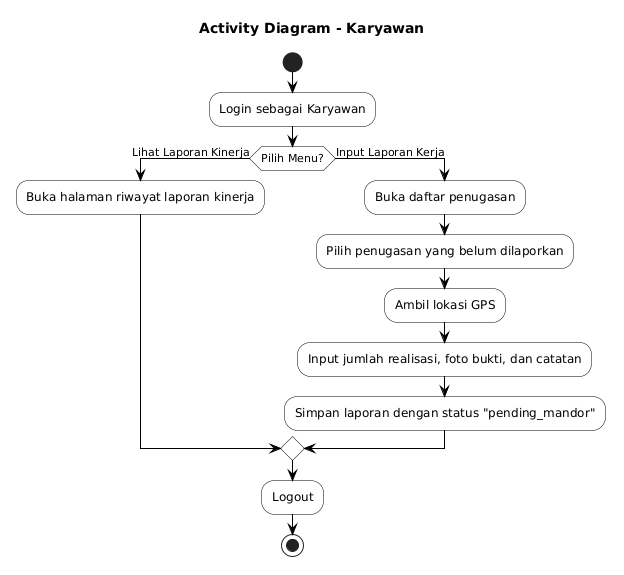 Activity Diagram - Karyawan
Login sebagai Karyawan
Lihat Laporan Kinerja
Pilih Menu?
Input Laporan Kerja
Buka halaman riwayat laporan kinerja
Buka daftar penugasan
Pilih penugasan yang belum dilaporkan
Ambil lokasi GPS
Input jumlah realisasi, foto bukti, dan catatan
Simpan laporan dengan status "pending_mandor"
Logout